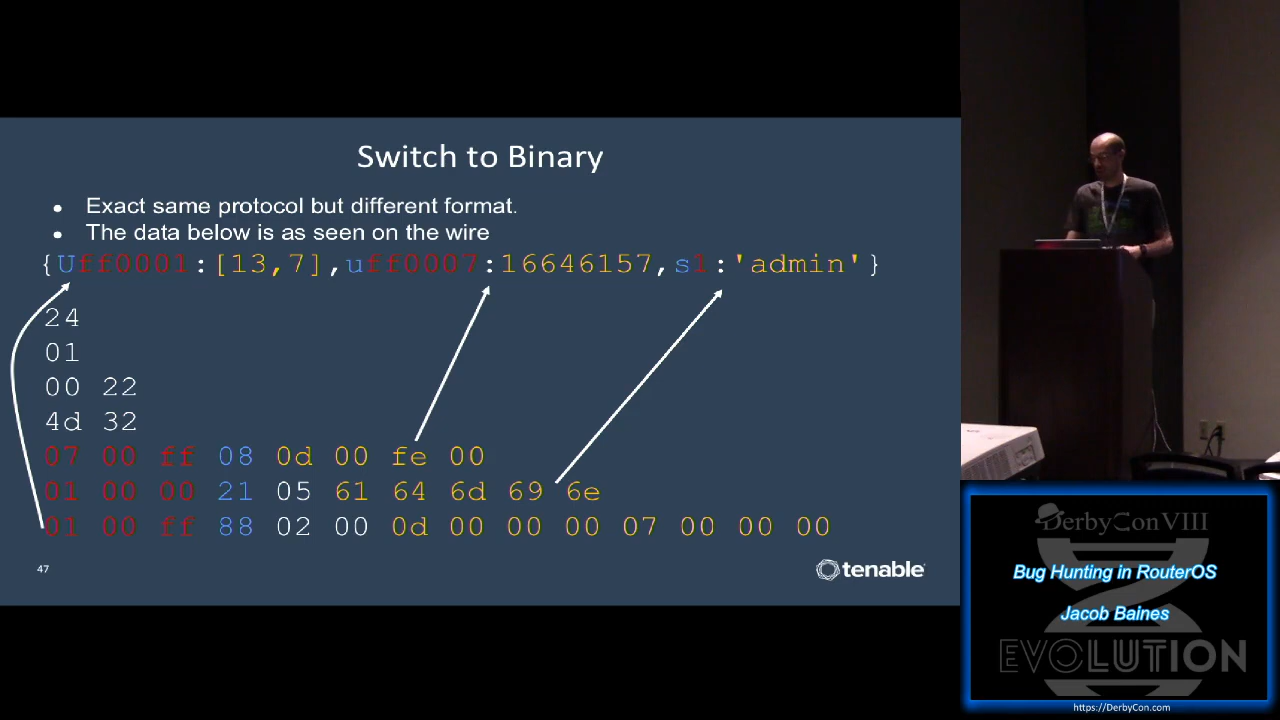 Switch to Binary
• Exact same protocol but different format.
• The data below is as seen on the wire
{Uff0001:[13,7],uff0007:16646157,s1:'admin'}
24
01
00 22
4d 32
07 00 ff 08 0d 00 fe 00
01 00 00 21 05 61 64 6d 69 6e
01 00 ff 88 02 00 0d 00 00 00 07 00 00 00
47
tenable
DerbyCon VIII
Bug Hunting in RouterOS
Jacob Baines
EVOLUTION
https://DerbyCon.com